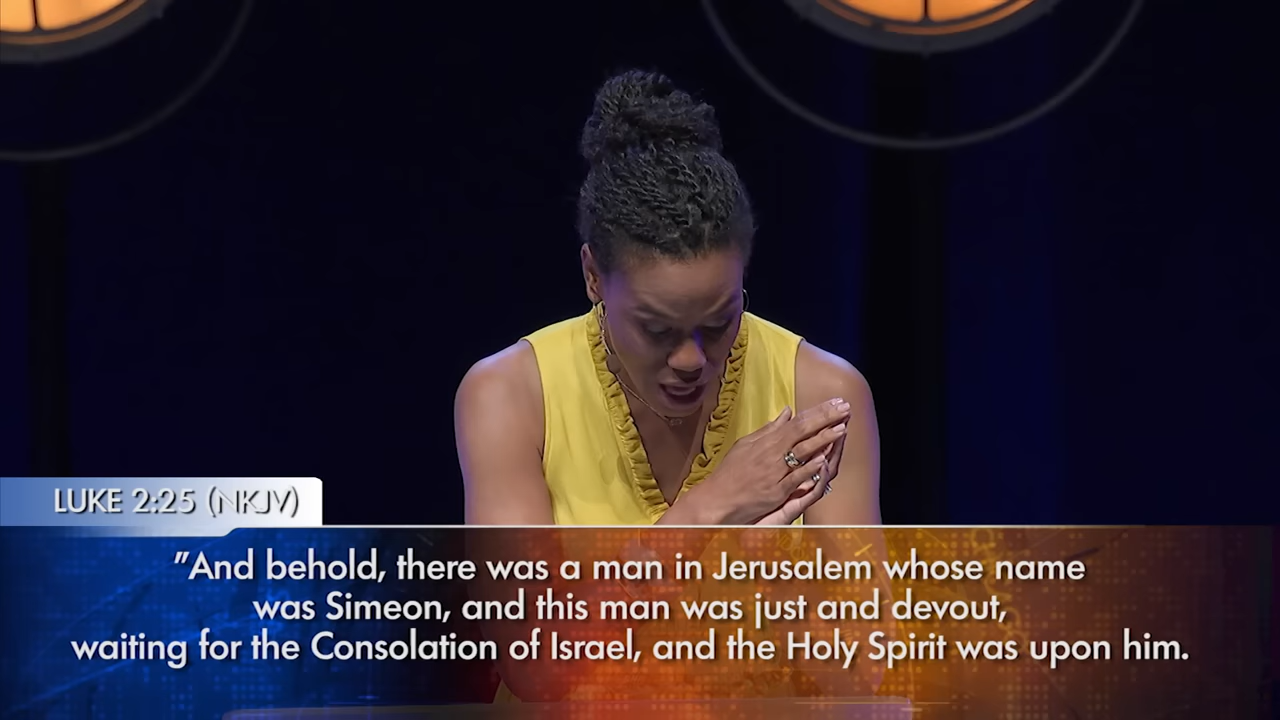 LUKE 2:25 (NKJV)
"And behold, there was a man in Jerusalem whose name
was Simeon, and this man was just and devout,
waiting for the Consolation of Israel, and the Holy Spirit was upon him.